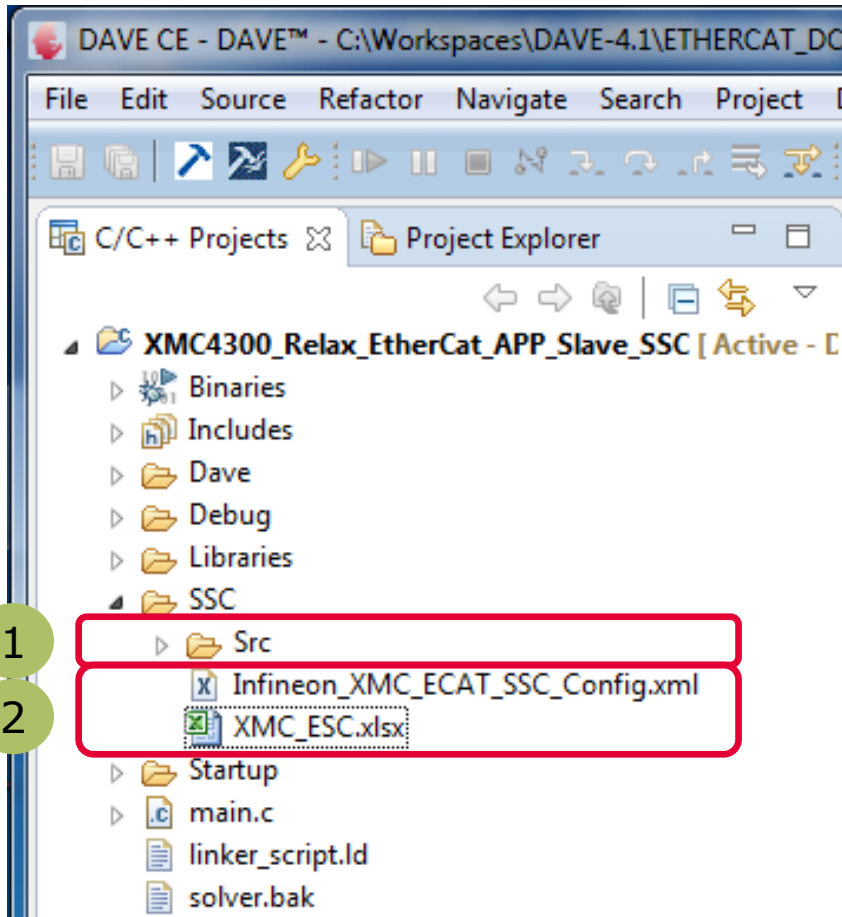 DAVE CE - DAVE™ - C:\Workspaces\DAVE-4.1\ETHERCAT_DC
File Edit Source Refactor Navigate Search Project
C/C++ Projects Project Explorer
XMC4300_Relax_EtherCat_APP_Slave_SSC [ Active -
Binaries
Includes
Dave
Debug
Libraries
SSC
1 Src
Infineon_XMC_ECAT_SSC_Config.xml
2 XMC_ESC.xlsx
Startup
main.c
linker_script.ld
solver.bak